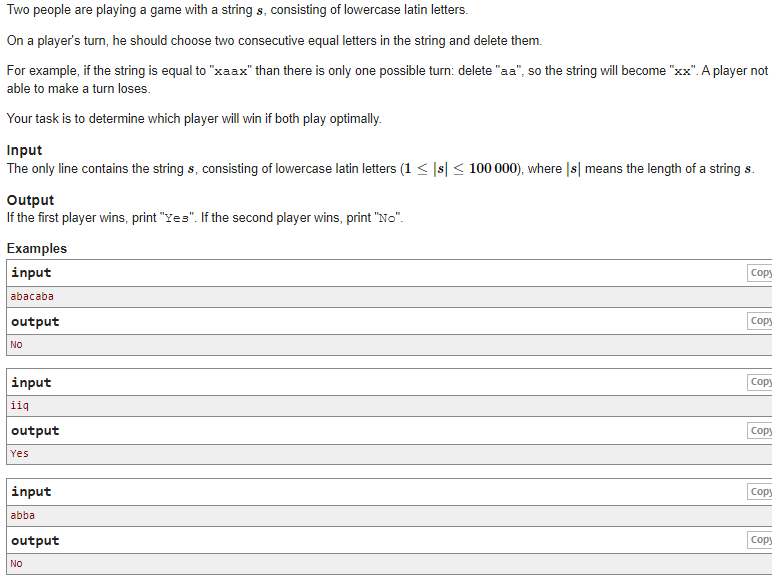 Two people are playing a game with a string s, consisting of lowercase latin letters.
On a player's turn, he should choose two consecutive equal letters in the string and delete them.
For example, if the string is equal to "xaax" than there is only one possible turn: delete "aa", so the string will become "xx". A player not
able to make a turn loses.
Your task is to determine which player will win if both play optimally.
Input
The only line contains the string s, consisting of lowercase latin letters (1 ≤ |s| ≤ 100 000), where |s| means the length of a string s.
Output
If the first player wins, print "Yes". If the second player wins, print "No".
Examples
input
Copy
abacaba
output
Copy
No
input
Copy
iiq
output
Copy
Yes
input
Copy
abba
output
Copy
No